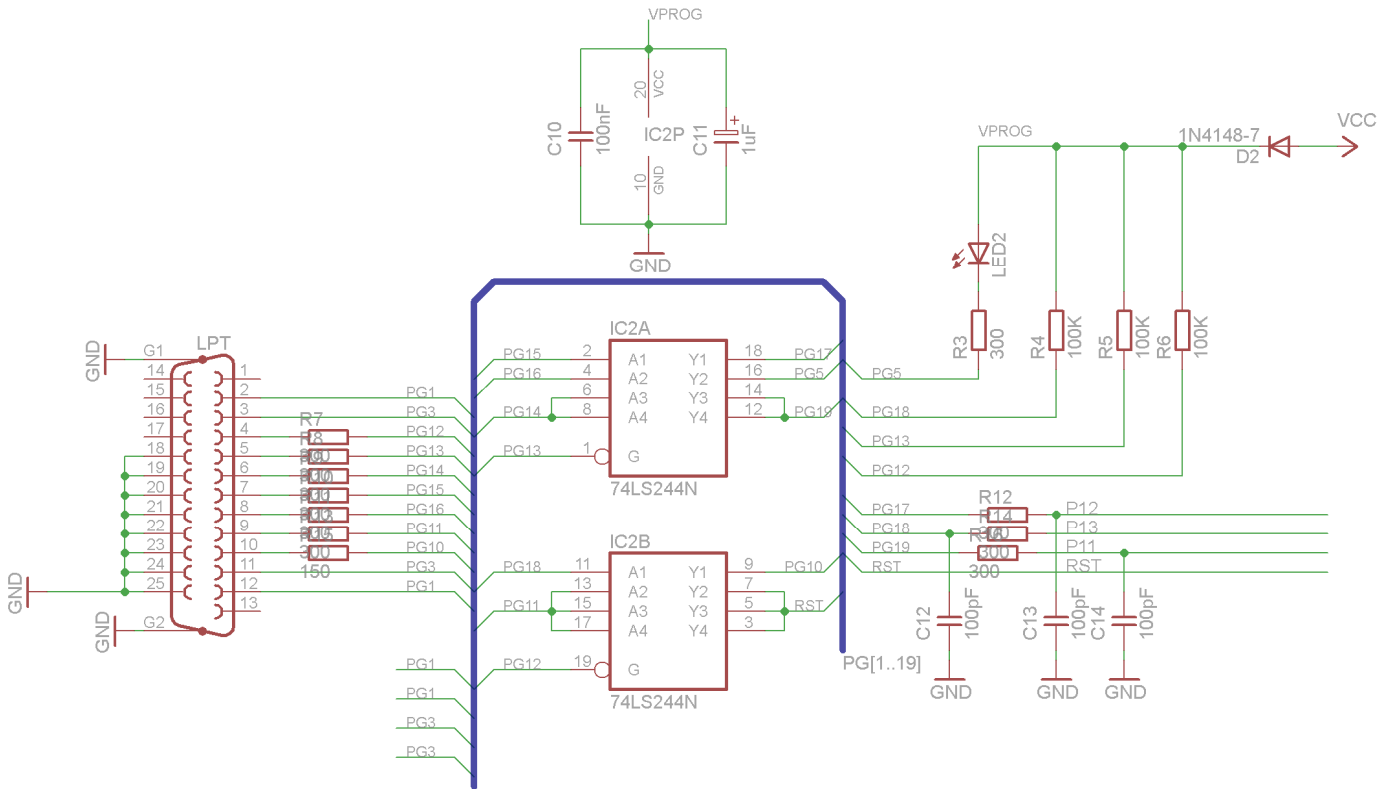 VPROG
20
VCC
C10
100nF
IC2P
C11
+
1uF
10
GND
GND
VPROG
1N4148-7
D2
VCC
LED2
R3
300
R4
100K
R5
100K
R6
100K
GND
G1
LPT
14
15
16
17
18
19
20
21
22
23
24
25
G2
GND
GND
1
2
3
4
5
6
7
8
9
10
11
12
13
R7
R8
300
150
PG1
PG3
PG12
PG13
PG14
PG15
PG16
PG11
PG10
PG3
PG1
PG1
PG1
PG3
PG3
IC2A
PG15 2 A1 Y1 18 PG17
PG16 4 A2 Y2 16 PG5
6 A3 Y3 14
PG14 8 A4 Y4 12 PG19
PG13 1 G
74LS244N
IC2B
PG18 11 A1 Y1 9 PG10
13 A2 Y2 7
PG11 15 A3 Y3 5 RST
17 A4 Y4 3
PG12 19 G
74LS244N
PG[1..19]
PG5
PG18
PG13
PG12
R12
PG17 P12
R14
PG18 P13
PG19 300 P11
RST 300 RST
C12
100pF
C13
100pF
C14
100pF
GND
GND
GND